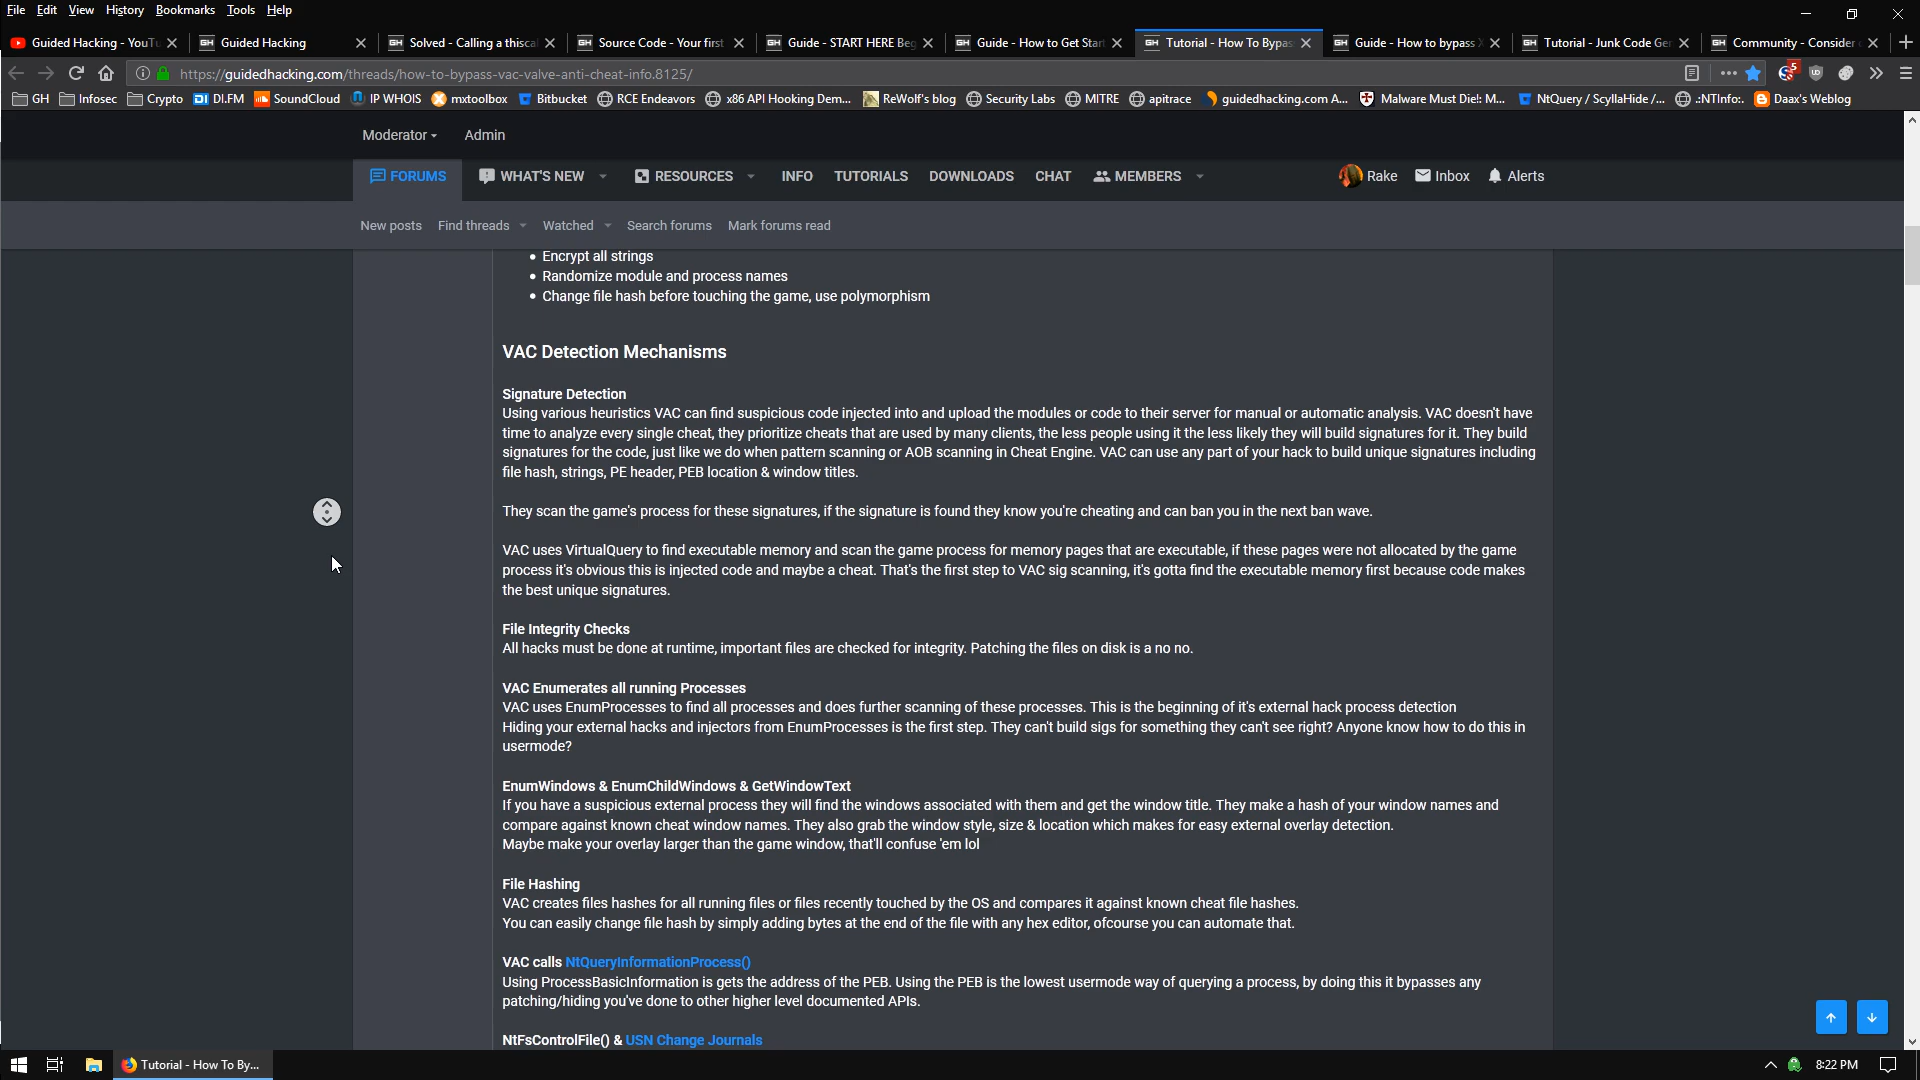 File Edit View History Bookmarks Tools Help
Guided Hacking - YouTu
Guided Hacking
Solved - Calling a thiscal
Source Code - Your first
Guide - START HERE Beg
Guide - How to Get Star
Tutorial - How To Bypas
Guide - How to bypass
Tutorial - Junk Code Ge
Community - Consider
https://guidedhacking.com/threads/how-to-bypass-vac-valve-anti-cheat-info.8125/
5
GH Infosec Crypto DI DI.FM SoundCloud IP WHOIS mxtoolbox Bitbucket RCE Endeavors x86 API Hooking Dem... ReWolf's blog Security Labs MITRE apitrace guidedhacking.com A... Malware Must Die!: M... NtQuery / ScyllaHide /... .:NTInfo:. Daax's Weblog
Moderator Admin
FORUMS WHAT'S NEW RESOURCES INFO TUTORIALS DOWNLOADS CHAT MEMBERS Rake Inbox Alerts
New posts Find threads Watched Search forums Mark forums read
• Encrypt all strings
• Randomize module and process names
• Change file hash before touching the game, use polymorphism
VAC Detection Mechanisms
Signature Detection
Using various heuristics VAC can find suspicious code injected into and upload the modules or code to their server for manual or automatic analysis. VAC doesn't have
time to analyze every single cheat, they prioritize cheats that are used by many clients, the less people using it the less likely they will build signatures for it. They build
signatures for the code, just like we do when pattern scanning or AOB scanning in Cheat Engine. VAC can use any part of your hack to build unique signatures including
file hash, strings, PE header, PEB location & window titles.
They scan the game's process for these signatures, if the signature is found they know you're cheating and can ban you in the next ban wave.
VAC uses VirtualQuery to find executable memory and scan the game process for memory pages that are executable, if these pages were not allocated by the game
process it's obvious this is injected code and maybe a cheat. That's the first step to VAC sig scanning, it's gotta find the executable memory first because code makes
the best unique signatures.
File Integrity Checks
All hacks must be done at runtime, important files are checked for integrity. Patching the files on disk is a no no.
VAC Enumerates all running Processes
VAC uses EnumProcesses to find all processes and does further scanning of these processes. This is the beginning of it's external hack process detection
Hiding your external hacks and injectors from EnumProcesses is the first step. They can't build sigs for something they can't see right? Anyone know how to do this in
usermode?
EnumWindows & EnumChildWindows & GetWindowText
If you have a suspicious external process they will find the windows associated with them and get the window title. They make a hash of your window names and
compare against known cheat window names. They also grab the window style, size & location which makes for easy external overlay detection.
Maybe make your overlay larger than the game window, that'll confuse 'em lol
File Hashing
VAC creates files hashes for all running files or files recently touched by the OS and compares it against known cheat file hashes.
You can easily change file hash by simply adding bytes at the end of the file with any hex editor, ofcourse you can automate that.
VAC calls NtQueryInformationProcess()
Using ProcessBasicInformation is gets the address of the PEB. Using the PEB is the lowest usermode way of querying a process, by doing this it bypasses any
patching/hiding you've done to other higher level documented APIs.
NtFsControlFile() & USN Change Journals
Tutorial - How To By...
8:22 PM